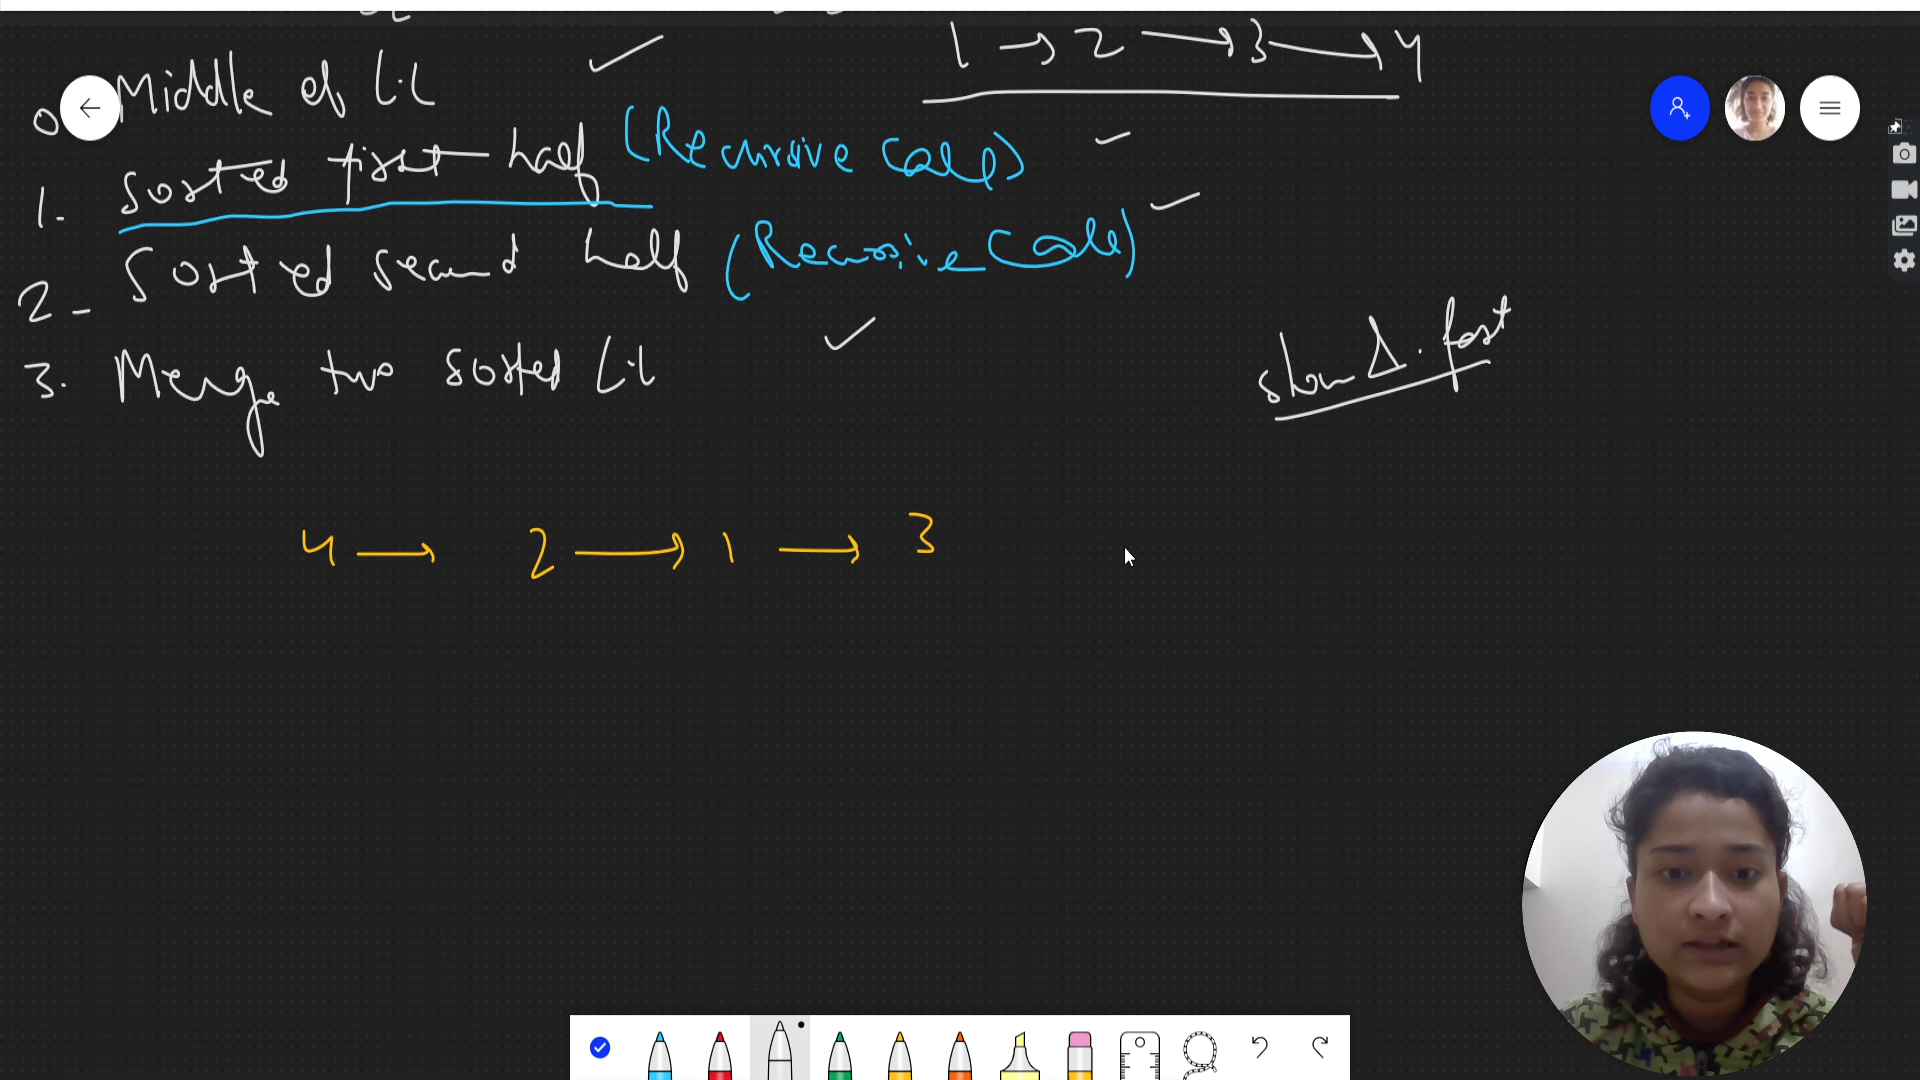 1 → 2 → 3 → 4
0. Middle of L.L ✓
1. Sorted first half (Recursive call) ✓
2- Sorted second half (Recursive Call) ✓
3. Merge two sorted L.L ✓
slow & fast
4 → 2 → 1 → 3